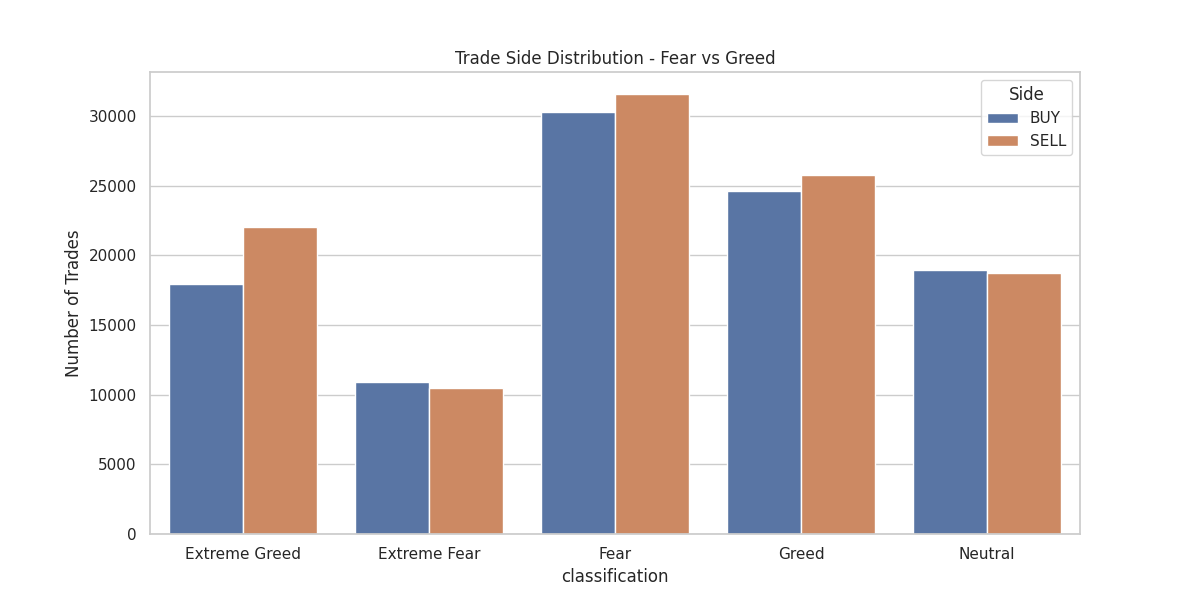 Trade Side Distribution - Fear vs Greed
Side
BUY
SELL
Number of Trades
30000
25000
20000
15000
10000
5000
0
Extreme Greed
Extreme Fear
Fear
Greed
Neutral
classification